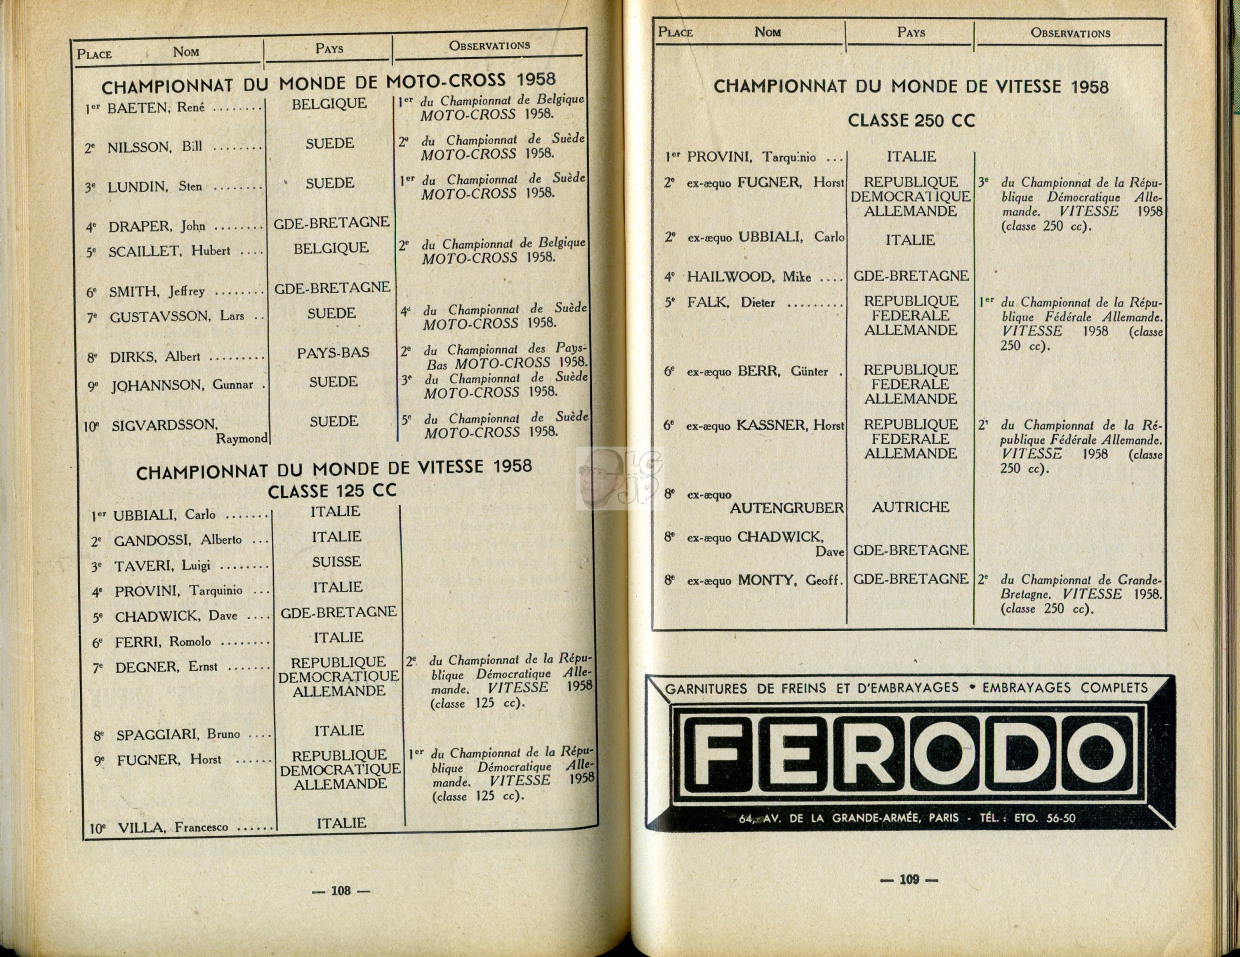 PLACE NOM PAYS OBSERVATIONS
CHAMPIONNAT DU MONDE DE MOTO-CROSS 1958
1er BAETEN, René ........ BELGIQUE 1er du Championnat de Belgique
MOTO-CROSS 1958.
2e NILSSON, Bill ........ SUEDE 2e du Championnat de Suède
MOTO-CROSS 1958.
3e LUNDIN, Sten ........ SUEDE 1er du Championnat de Suède
MOTO-CROSS 1958.
4e DRAPER, John ........ GDE-BRETAGNE
5e SCAILLET, Hubert .... BELGIQUE 2e du Championnat de Belgique
MOTO-CROSS 1958.
6e SMITH, Jeffrey ........ GDE-BRETAGNE
7e GUSTAVSSON, Lars .. SUEDE 4e du Championnat de Suède
MOTO-CROSS 1958.
8e DIRKS, Albert ......... PAYS-BAS 2e du Championnat des Pays-
Bas MOTO-CROSS 1958.
9e JOHANNSON, Gunnar . SUEDE 3e du Championnat de Suède
MOTO-CROSS 1958.
10e SIGVARDSSON, SUEDE 5e du Championnat de Suède
Raymond MOTO-CROSS 1958.
CHAMPIONNAT DU MONDE DE VITESSE 1958
CLASSE 125 CC
1er UBBIALI, Carlo ....... ITALIE
2e GANDOSSI, Alberto ... ITALIE
3e TAVERI, Luigi ........ SUISSE
4e PROVINI, Tarquinio ... ITALIE
5e CHADWICK, Dave .... GDE-BRETAGNE
6e FERRI, Romolo ........ ITALIE
7e DEGNER, Ernst ....... REPUBLIQUE 2e du Championnat de la Répu-
DEMOCRATIQUE blique Démocratique Alle-
ALLEMANDE mande. VITESSE 1958
(classe 125 cc).
8e SPAGGIARI, Bruno .... ITALIE
9e FUGNER, Horst ...... REPUBLIQUE 1er du Championnat de la Répu-
DEMOCRATIQUE blique Démocratique Alle-
ALLEMANDE mande. VITESSE 1958
(classe 125 cc).
10e VILLA, Francesco ...... ITALIE
— 108 —
PLACE NOM PAYS OBSERVATIONS
CHAMPIONNAT DU MONDE DE VITESSE 1958
CLASSE 250 CC
1er PROVINI, Tarquinio ... ITALIE
2e ex-æquo FUGNER, Horst REPUBLIQUE 3e du Championnat de la Répu-
DEMOCRATIQUE blique Démocratique Alle-
ALLEMANDE mande. VITESSE 1958
(classe 250 cc).
2e ex-æquo UBBIALI, Carlo ITALIE
4e HAILWOOD, Mike .... GDE-BRETAGNE
5e FALK, Dieter ......... REPUBLIQUE 1er du Championnat de la Répu-
FEDERALE blique Fédérale Allemande.
ALLEMANDE VITESSE 1958 (classe
250 cc).
6e ex-æquo BERR, Günter . REPUBLIQUE
FEDERALE
ALLEMANDE
6e ex-æquo KASSNER, Horst REPUBLIQUE 2e du Championnat de la Ré-
FEDERALE publique Fédérale Allemande.
ALLEMANDE VITESSE 1958 (classe
250 cc).
8e ex-æquo
AUTENGRUBER AUTRICHE
8e ex-æquo CHADWICK,
Dave GDE-BRETAGNE
8e ex-æquo MONTY, Geoff. GDE-BRETAGNE 2e du Championnat de Grande-
Bretagne. VITESSE 1958.
(classe 250 cc).
GARNITURES DE FREINS ET D'EMBRAYAGES • EMBRAYAGES COMPLETS
FERODO
64, AV. DE LA GRANDE-ARMÉE, PARIS - TÉL. : ETO. 56-50
— 109 —